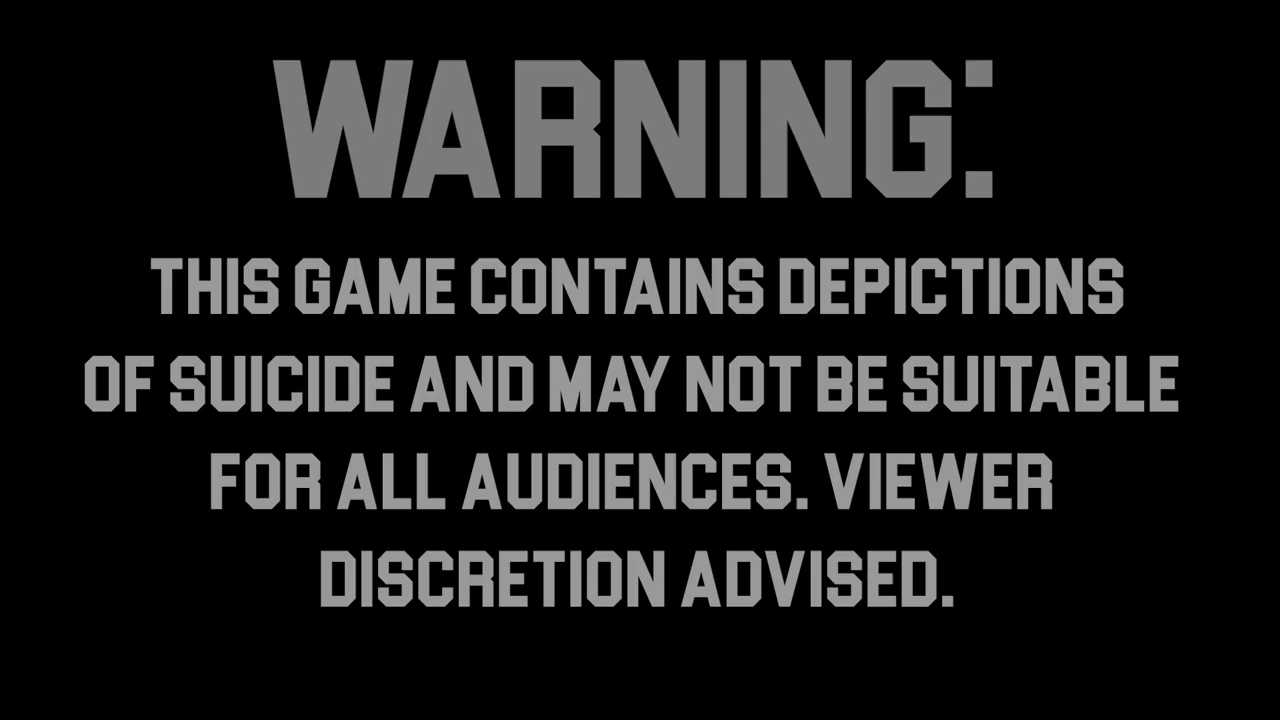 WARNING:
THIS GAME CONTAINS DEPICTIONS
OF SUICIDE AND MAY NOT BE SUITABLE
FOR ALL AUDIENCES. VIEWER
DISCRETION ADVISED.